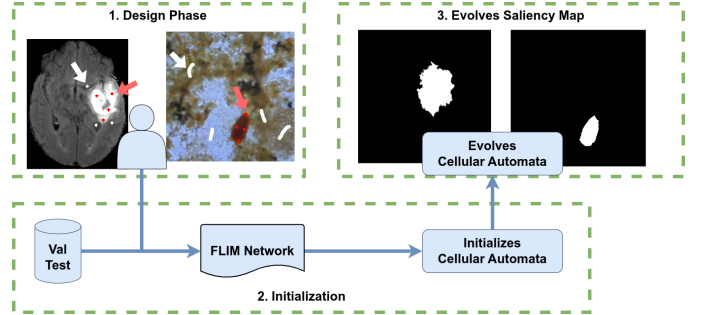 1. Design Phase
3. Evolves Saliency Map
Evolves
Cellular Automata
Val
Test
FLIM Network
Initializes
Cellular Automata
2. Initialization